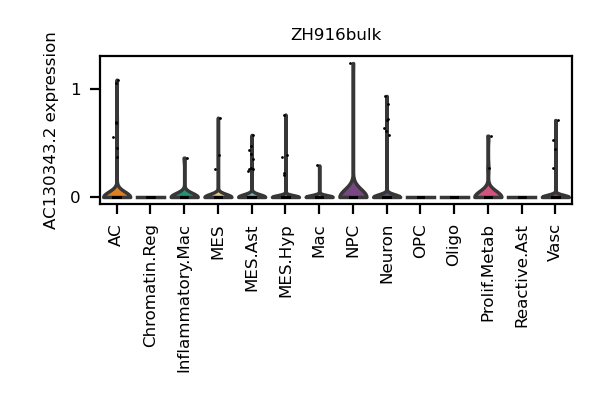 ZH916bulk
AC130343.2 expression
1
0
AC
Chromatin.Reg
Inflammatory.Mac
MES
MES.Ast
MES.Hyp
Mac
NPC
Neuron
OPC
Oligo
Prolif.Metab
Reactive.Ast
Vasc